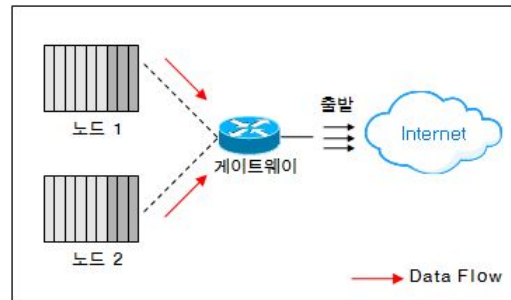 노드 1
출발
Internet
게이트웨이
노드 2
Data Flow